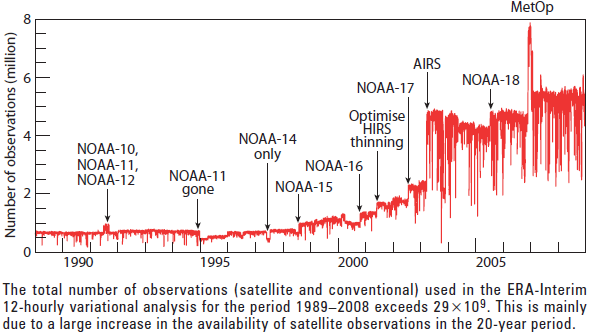 MetOp
8
AIRS
NOAA-17
NOAA-18
6
Optimise
HIRS
thinning
Number of observations (million)
4
NOAA-10,
NOAA-11,
NOAA-12
NOAA-11
gone
NOAA-14
only
NOAA-16
NOAA-15
2
0
1990 1995 2000 2005
The total number of observations (satellite and conventional) used in the ERA-Interim
12-hourly variational analysis for the period 1989–2008 exceeds 29×10⁹. This is mainly
due to a large increase in the availability of satellite observations in the 20-year period.